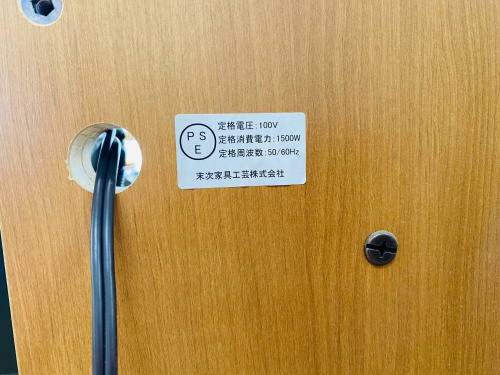 PS
E
定格電圧:100V
定格消費電力:1500W
定格周波数:50/60Hz
末次家具工芸株式会社